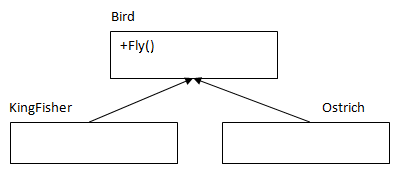 Bird
+Fly()
KingFisher
Ostrich